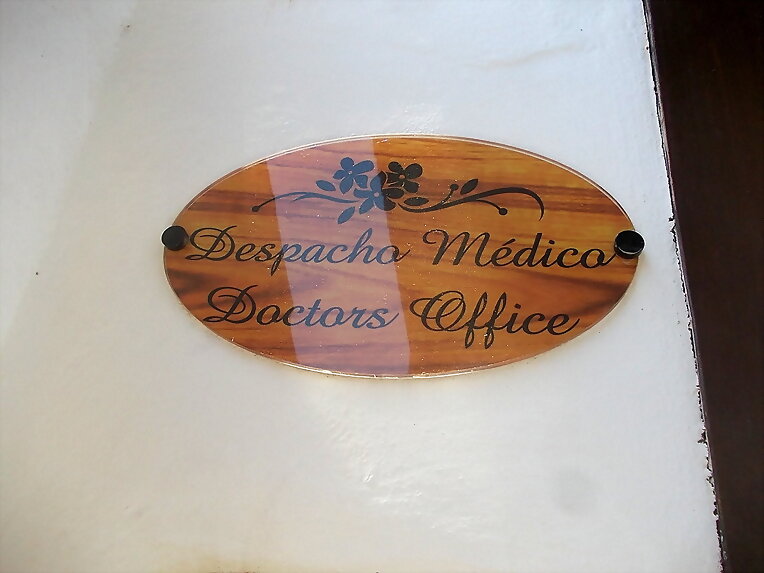 Despacho Médico
Doctors Office